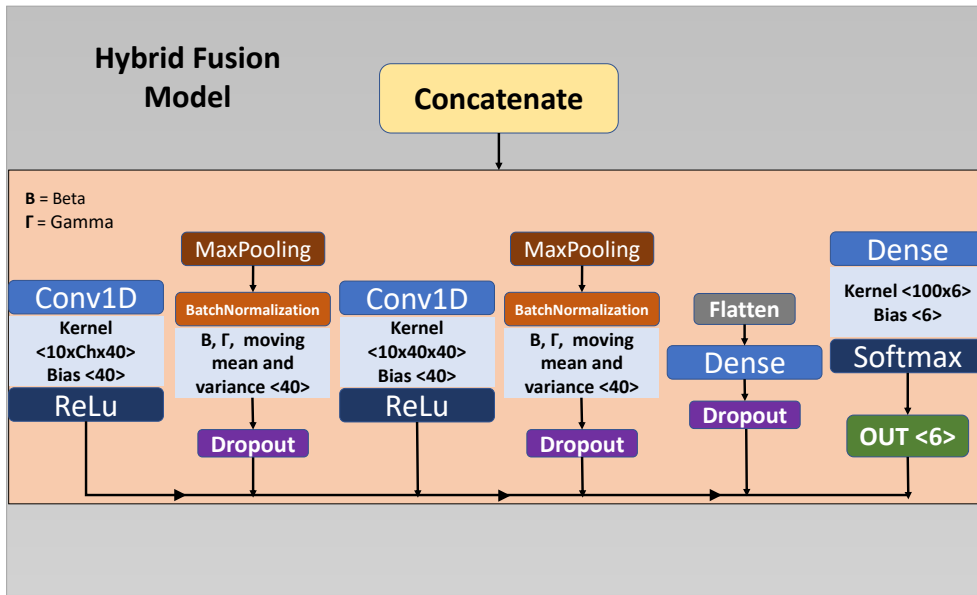 Hybrid Fusion
Model
Concatenate
B = Beta
Γ = Gamma
Conv1D
Kernel
<10xChx40>
Bias <40>
ReLu
MaxPooling
BatchNormalization
B, Γ, moving
mean and
variance <40>
Dropout
Conv1D
Kernel
<10x40x40>
Bias <40>
ReLu
MaxPooling
BatchNormalization
B, Γ, moving
mean and
variance <40>
Dropout
Flatten
Dense
Dropout
Dense
Kernel <100x6>
Bias <6>
Softmax
OUT <6>